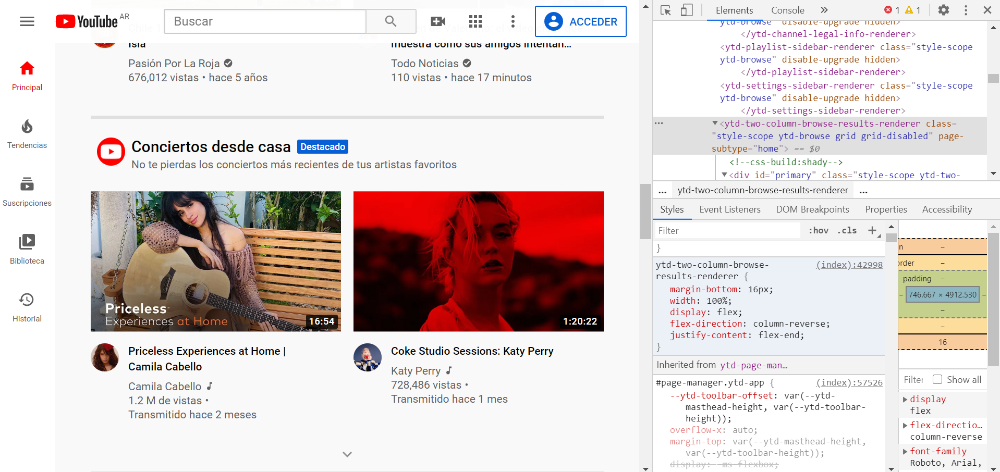 YouTube AR
Buscar
ACCEDER
Principal
Tendencias
Suscripciones
Biblioteca
Historial
Isla
Pasión Por La Roja
676,012 vistas • hace 5 años
muestra como sus amigos intentan...
Todo Noticias
110 vistas • hace 17 minutos
Conciertos desde casa Destacado
No te pierdas los conciertos más recientes de tus artistas favoritos
Priceless
Experiences at Home
16:54
1:20:22
Priceless Experiences at Home |
Camila Cabello
Camila Cabello
1.2 M de vistas •
Transmitido hace 2 meses
Coke Studio Sessions: Katy Perry
Katy Perry
728,486 vistas •
Transmitido hace 1 mes
Elements Console » 1 1
ytd-browse" disable-upgrade hidden>
</ytd-channel-legal-info-renderer>
<ytd-playlist-sidebar-renderer class="style-scope
ytd-browse" disable-upgrade hidden>
</ytd-playlist-sidebar-renderer>
<ytd-settings-sidebar-renderer class="style-scope
ytd-browse" disable-upgrade hidden>
</ytd-settings-sidebar-renderer>
… <ytd-two-column-browse-results-renderer class=
"style-scope ytd-browse grid grid-disabled" page-
subtype="home"> == $0
<!--css-build:shady-->
<div id="primary" class="style-scope ytd-two-
... ytd-two-column-browse-results-renderer ...
Styles Event Listeners DOM Breakpoints Properties Accessibility
Filter :hov .cls +
}
ytd-two-column-browse- (index):42998
results-renderer {
margin-bottom: 16px;
width: 100%;
display: flex;
flex-direction: column-reverse;
justify-content: flex-end;
}
Inherited from ytd-page-man…
#page-manager.ytd-app { (index):57526
--ytd-toolbar-offset: var(--ytd-
masthead-height, var(--ytd-toolbar-
height));
overflow-x: auto;
margin-top: var(--ytd-masthead-height,
var(--ytd-toolbar-height));
display: -ms-flexbox;
n –
order –
padding –
– 746.667 × 4912.530 –
–
–
16
Filter Show all
display
flex
flex-directio…
column-reverse
font-family
Roboto, Arial,